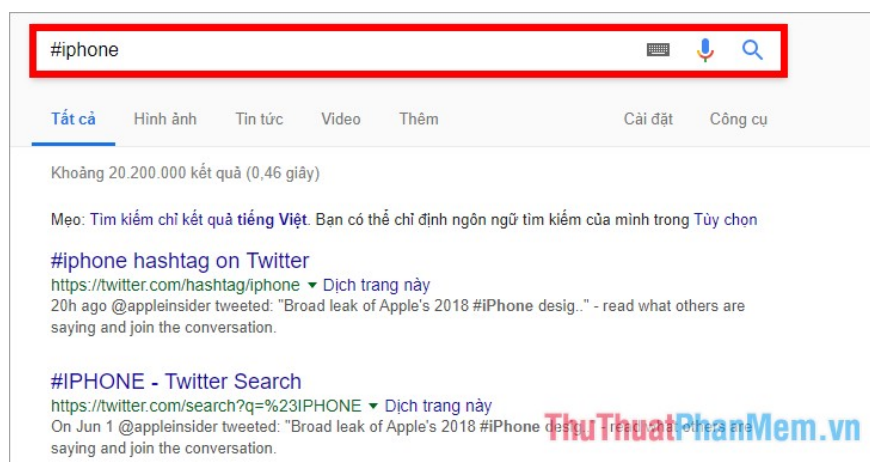 #iphone
Tất cả Hình ảnh Tin tức Video Thêm Cài đặt Công cụ
Khoảng 20.200.000 kết quả (0,46 giây)
Mẹo: Tìm kiếm chỉ kết quả tiếng Việt. Bạn có thể chỉ định ngôn ngữ tìm kiếm của mình trong Tùy chọn
#iphone hashtag on Twitter
https://twitter.com/hashtag/iphone ▾ Dịch trang này
20h ago @appleinsider tweeted: "Broad leak of Apple's 2018 #iPhone desig.." - read what others are
saying and join the conversation.
#IPHONE - Twitter Search
https://twitter.com/search?q=%23IPHONE ▾ Dịch trang này
On Jun 1 @appleinsider tweeted: "Broad leak of Apple's 2018 #iPhone desig.." - read what others are
saying and join the conversation.
ThuThuatPhanMem.vn